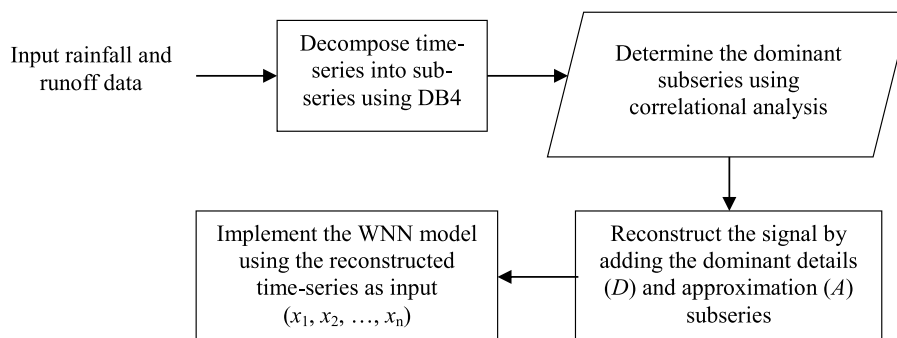 Input rainfall and
runoff data
Decompose time-
series into sub-
series using DB4
Determine the dominant
subseries using
correlational analysis
Reconstruct the signal by
adding the dominant details
(D) and approximation (A)
subseries
Implement the WNN model
using the reconstructed
time-series as input
(x1, x2, …, xn)